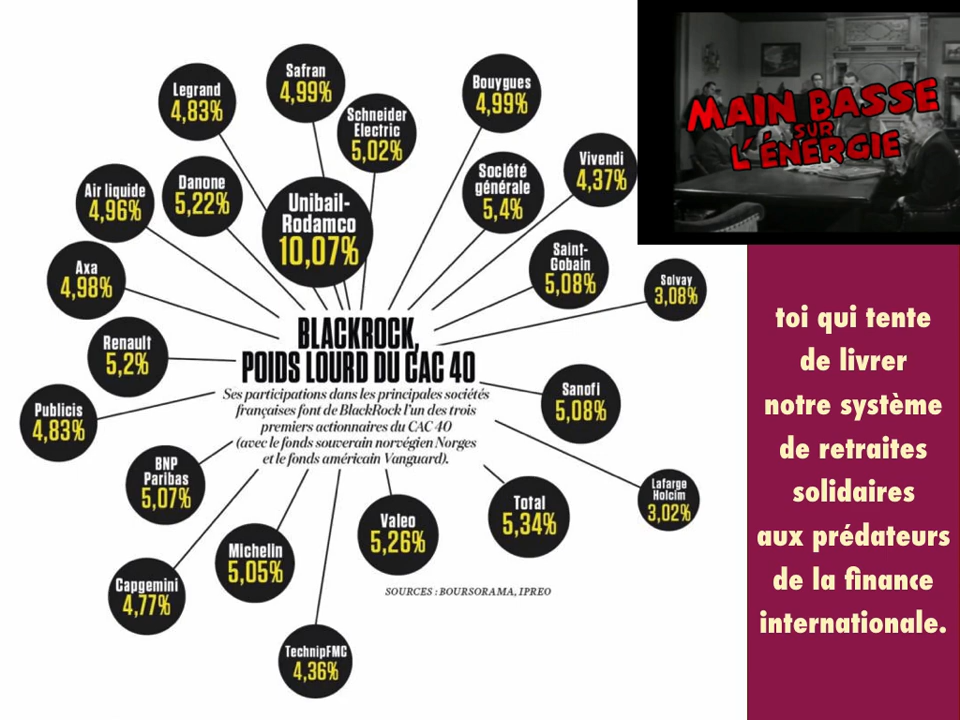 MAIN BASSE
SUR
L'ÉNERGIE
Legrand
4,83%
Safran
4,99%
Schneider
Electric
5,02%
Bouygues
4,99%
Vivendi
4,37%
Air liquide
4,96%
Danone
5,22%
Unibail-
Rodamco
10,07%
Société
générale
5,4%
Axa
4,98%
Saint-
Gobain
5,08%
Solvay
3,08%
Renault
5,2%
BLACKROCK,
POIDS LOURD DU CAC 40
Ses participations dans les principales sociétés
françaises font de BlackRock l'un des trois
premiers actionnaires du CAC 40
(avec le fonds souverain norvégien Norges
et le fonds américain Vanguard).
Publicis
4,83%
Sanofi
5,08%
BNP
Paribas
5,07%
Lafarge
Holcim
3,02%
Total
5,34%
Valeo
5,26%
Michelin
5,05%
Capgemini
4,77%
TechnipFMC
4,36%
SOURCES : BOURSORAMA, IPREO
toi qui tente
de livrer
notre système
de retraites
solidaires
aux prédateurs
de la finance
internationale.